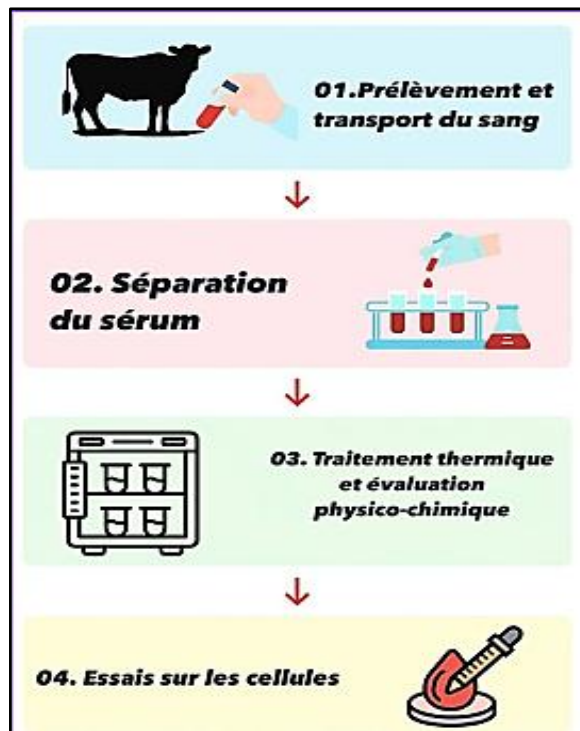 01.Prélèvement et
transport du sang
02. Séparation
du sérum
03. Traitement thermique
et évaluation
physico-chimique
04. Essais sur les cellules